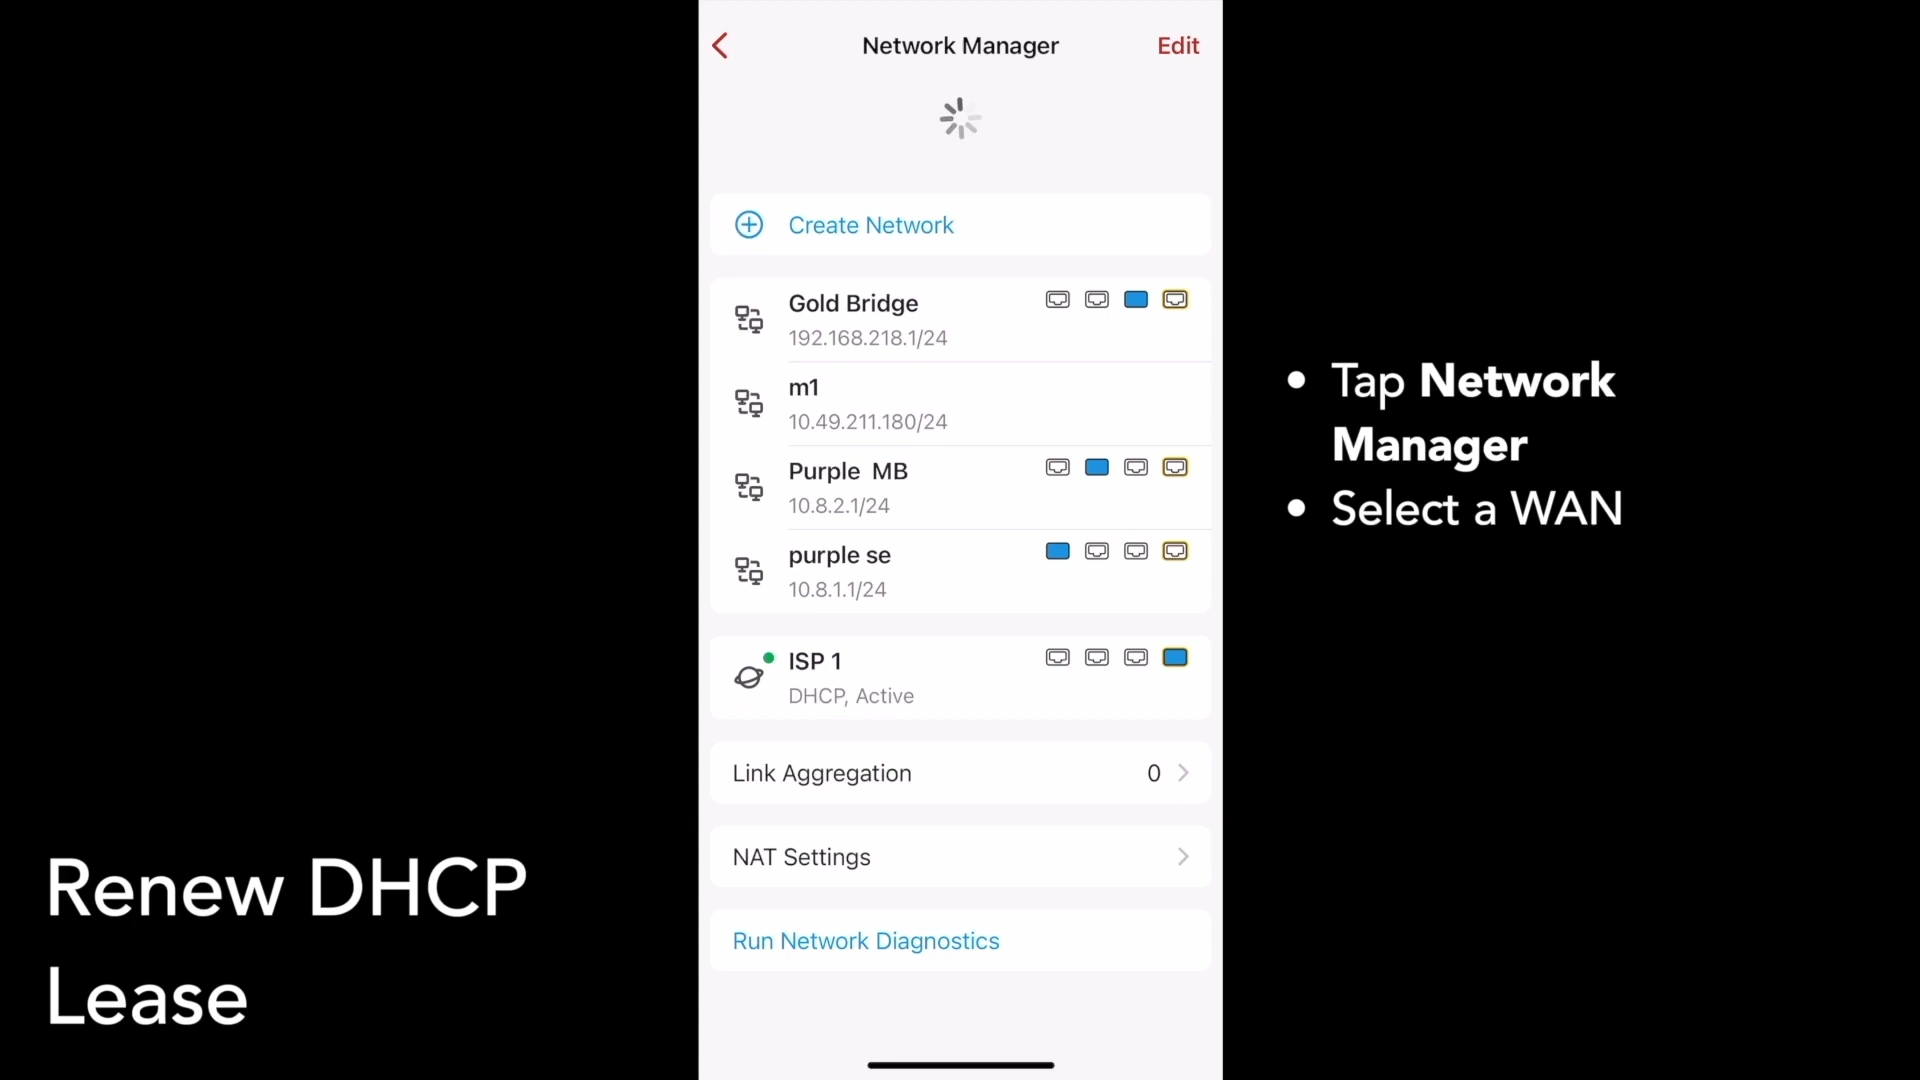 Network Manager
Edit
Create Network
Gold Bridge
192.168.218.1/24
m1
10.49.211.180/24
Purple  MB
10.8.2.1/24
purple se
10.8.1.1/24
ISP 1
DHCP, Active
Link Aggregation 0
NAT Settings
Run Network Diagnostics
• Tap Network
Manager
• Select a WAN
Renew DHCP
Lease